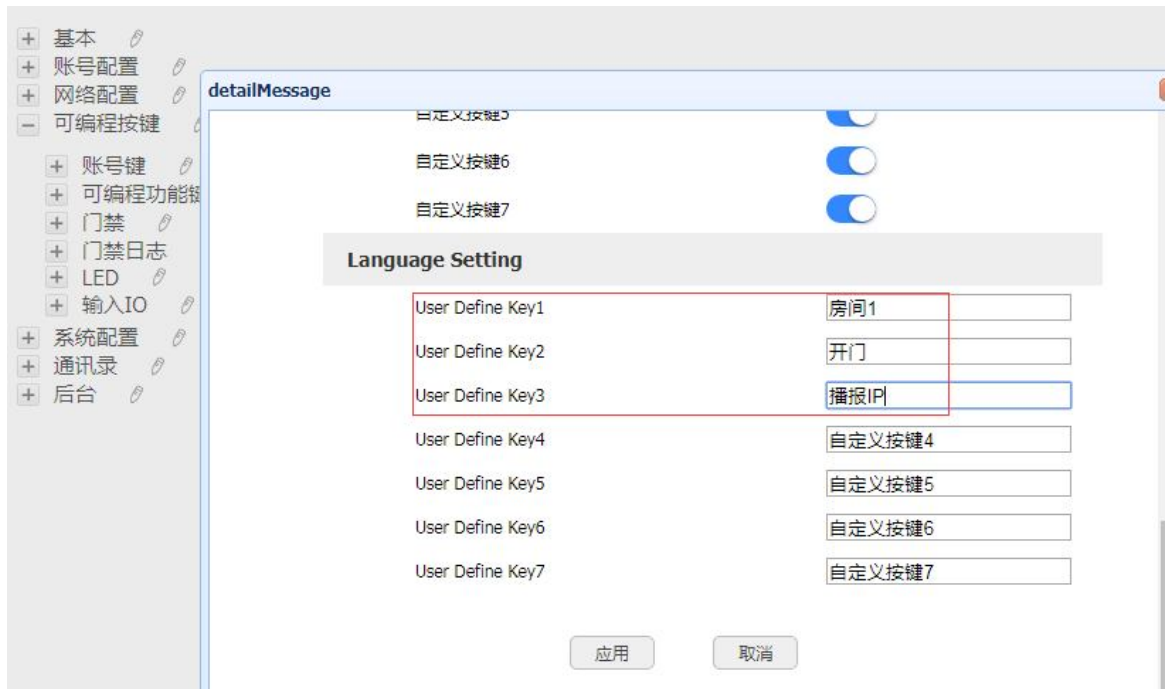 基本
账号配置
网络配置
可编程按键
账号键
可编程功能键
门禁
门禁日志
LED
输入IO
系统配置
通讯录
后台
detailMessage
自定义按键5
自定义按键6
自定义按键7
Language Setting
User Define Key1 房间1
User Define Key2 开门
User Define Key3 播报IP
User Define Key4 自定义按键4
User Define Key5 自定义按键5
User Define Key6 自定义按键6
User Define Key7 自定义按键7
应用 取消